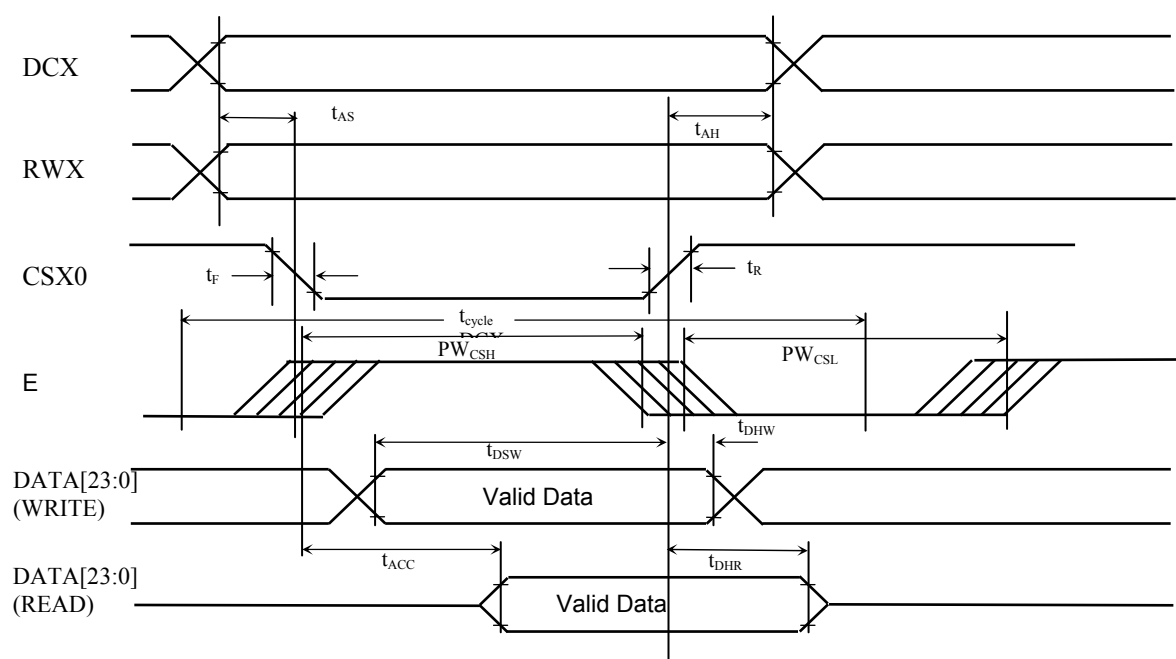 DCX
tAS
tAH
RWX
CSX0
tF
tR
tcycle
PWCSH
PWCSL
E
tDHW
tDSW
DATA[23:0]
(WRITE)
Valid Data
tACC
tDHR
DATA[23:0]
(READ)
Valid Data